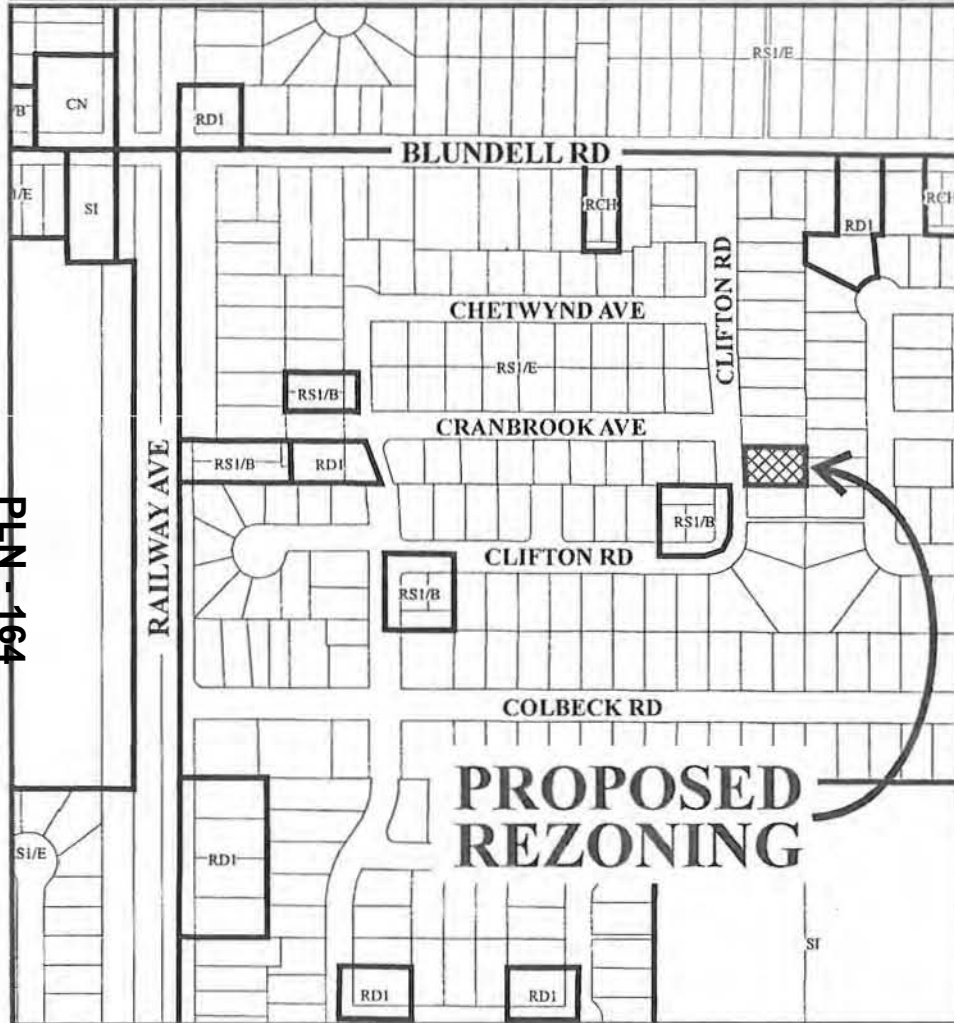 RS1/E
CN
/B
RD1
BLUNDELL RD
1/E
SI
RCH
RD1
RCH
CLIFTON RD
CHETWYND AVE
RS1/E
RS1/B
CRANBROOK AVE
RS1/B
RD1
RS1/B
CLIFTON RD
RS1/B
RAILWAY AVE
PLN - 164
COLBECK RD
PROPOSED
REZONING
RD1
S1/E
SI
RD1
RD1